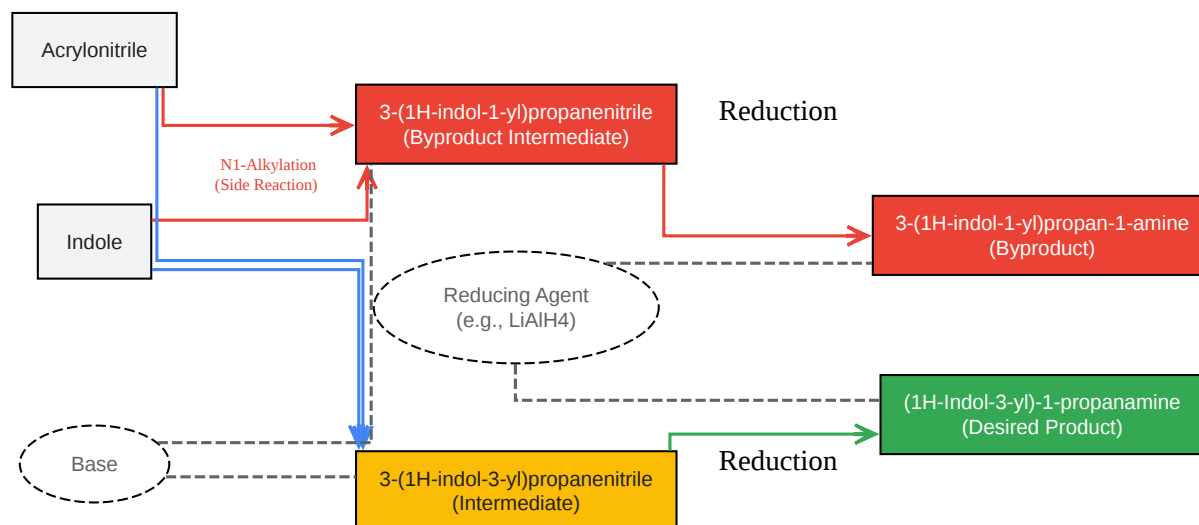 Acrylonitrile
3-(1H-indol-1-yl)propanenitrile
(Byproduct Intermediate)
Reduction
N1-Alkylation
(Side Reaction)
Indole
3-(1H-indol-1-yl)propan-1-amine
(Byproduct)
Reducing Agent
(e.g., LiAlH4)
(1H-Indol-3-yl)-1-propanamine
(Desired Product)
Base
Reduction
3-(1H-indol-3-yl)propanenitrile
(Intermediate)